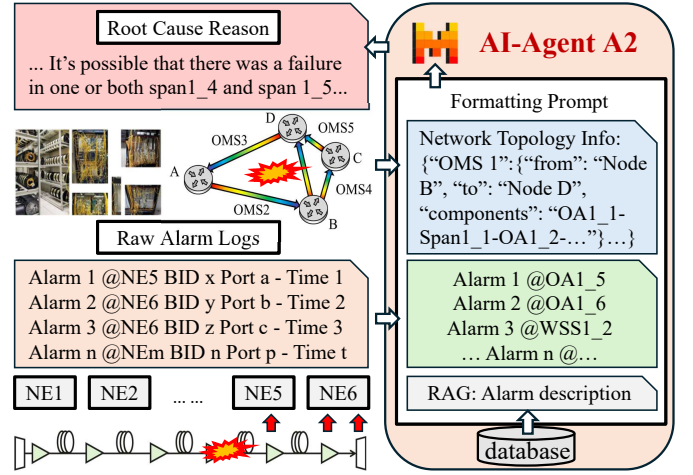 Root Cause Reason
... It's possible that there was a failure
in one or both span1_4 and span 1_5...
D
OMS5
OMS3
A
C
OMS2
OMS4
B
Raw Alarm Logs
Alarm 1 @NE5 BID x Port a - Time 1
Alarm 2 @NE6 BID y Port b - Time 2
Alarm 3 @NE6 BID z Port c - Time 3
Alarm n @NEm BID n Port p - Time t
NE1
NE2
... ...
NE5
NE6
AI-Agent A2
Formatting Prompt
Network Topology Info:
{“OMS 1”:{“from”: “Node
B”, “to”: “Node D”,
“components”: “OA1_1-
Span1_1-OA1_2-…”}…}
Alarm 1 @OA1_5
Alarm 2 @OA1_6
Alarm 3 @WSS1_2
… Alarm n @…
RAG: Alarm description
database